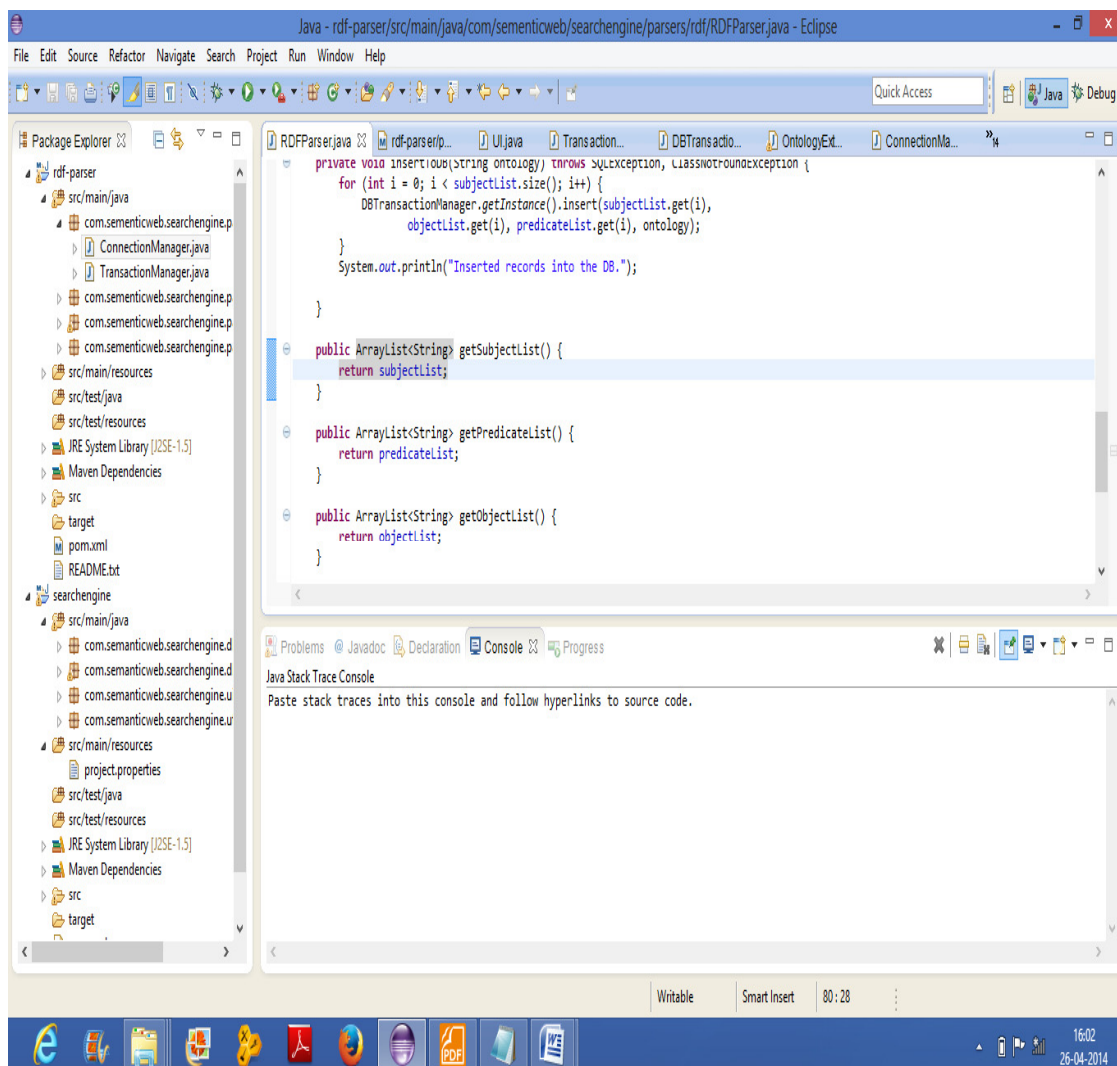 Java - rdf-parser/src/main/java/com/sementicweb/searchengine/parsers/rdf/RDFParser.java - Eclipse
File Edit Source Refactor Navigate Search Project Run Window Help
Quick Access
Java
Debug
Package Explorer
rdf-parser
src/main/java
com.sementicweb.searchengine.p
ConnectionManager.java
TransactionManager.java
com.sementicweb.searchengine.p
com.sementicweb.searchengine.p
com.sementicweb.searchengine.p
src/main/resources
src/test/java
src/test/resources
JRE System Library [J2SE-1.5]
Maven Dependencies
src
target
pom.xml
README.txt
searchengine
src/main/java
com.semanticweb.searchengine.d
com.semanticweb.searchengine.d
com.semanticweb.searchengine.u
com.semanticweb.searchengine.u
src/main/resources
project.properties
src/test/java
src/test/resources
JRE System Library [J2SE-1.5]
Maven Dependencies
src
target
RDFParser.java rdf-parser/p... UI.java Transaction... DBTransactio... OntologyExt... ConnectionMa... »14
private void insertToDB(String ontology) throws SQLException, ClassNotFoundException {
for (int i = 0; i < subjectList.size(); i++) {
DBTransactionManager.getInstance().insert(subjectList.get(i),
objectList.get(i), predicateList.get(i), ontology);
}
System.out.println("Inserted records into the DB.");
}
public ArrayList<String> getSubjectList() {
return subjectList;
}
public ArrayList<String> getPredicateList() {
return predicateList;
}
public ArrayList<String> getObjectList() {
return objectList;
}
Problems @ Javadoc Declaration Console Progress
Java Stack Trace Console
Paste stack traces into this console and follow hyperlinks to source code.
Writable Smart Insert 80 : 28
PDF
16:02
26-04-2014